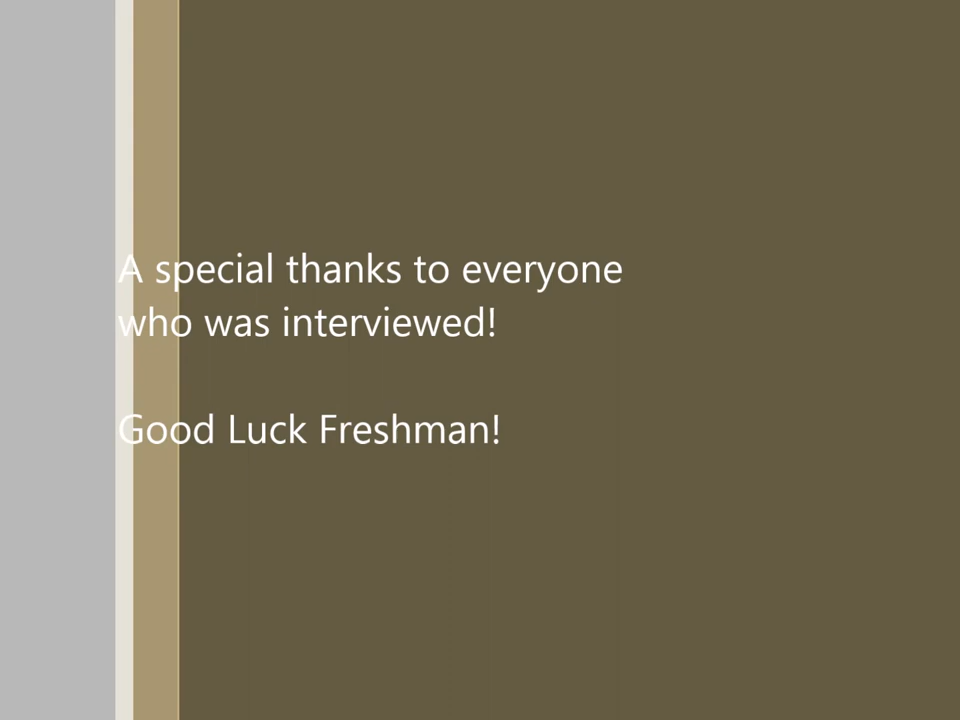 A special thanks to everyone
who was interviewed!
Good Luck Freshman!